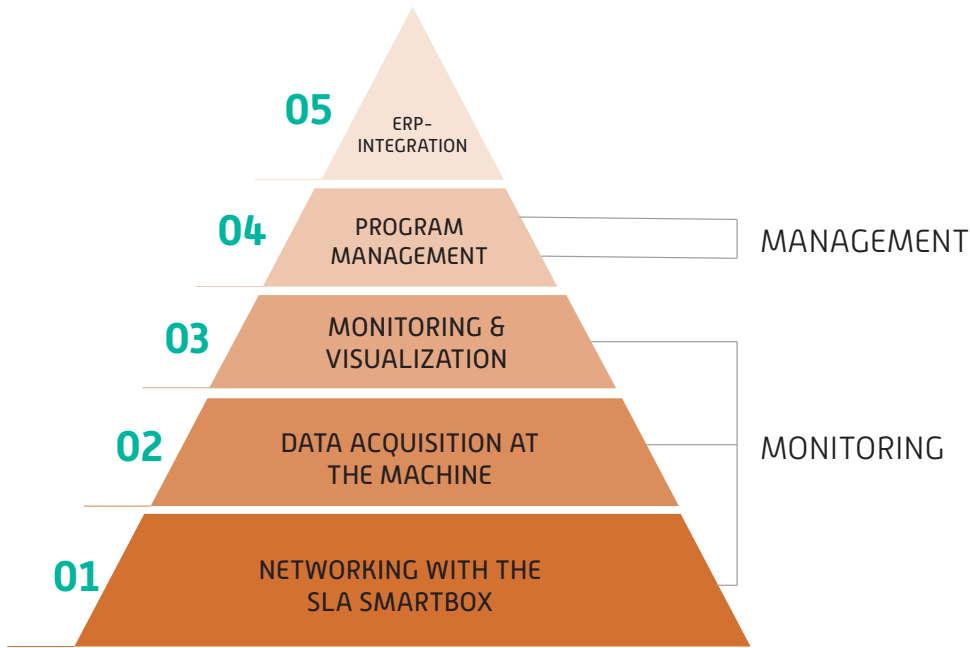 05
ERP-
INTEGRATION
04
PROGRAM
MANAGEMENT
MANAGEMENT
03
MONITORING &
VISUALIZATION
02
DATA ACQUISITION AT
THE MACHINE
MONITORING
01
NETWORKING WITH THE
SLA SMARTBOX